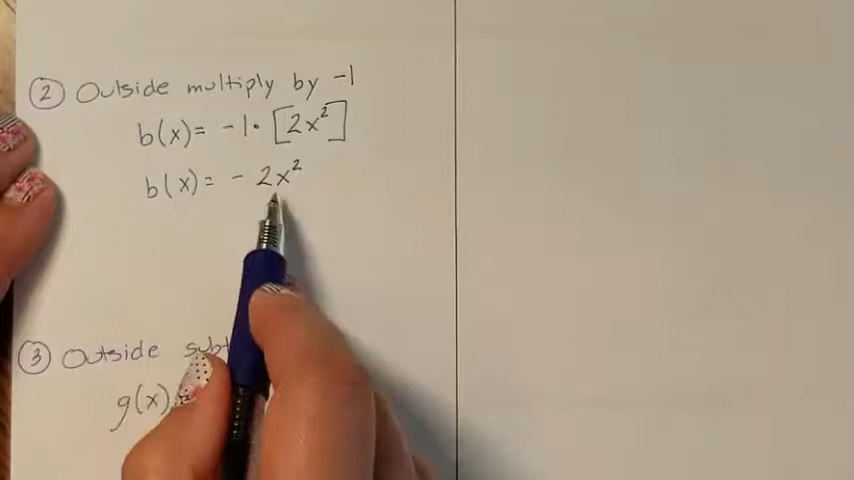 ② Outside multiply by -1
b(x) = -1 • [2x²]
b(x) = - 2x²
③ Outside
g(x)